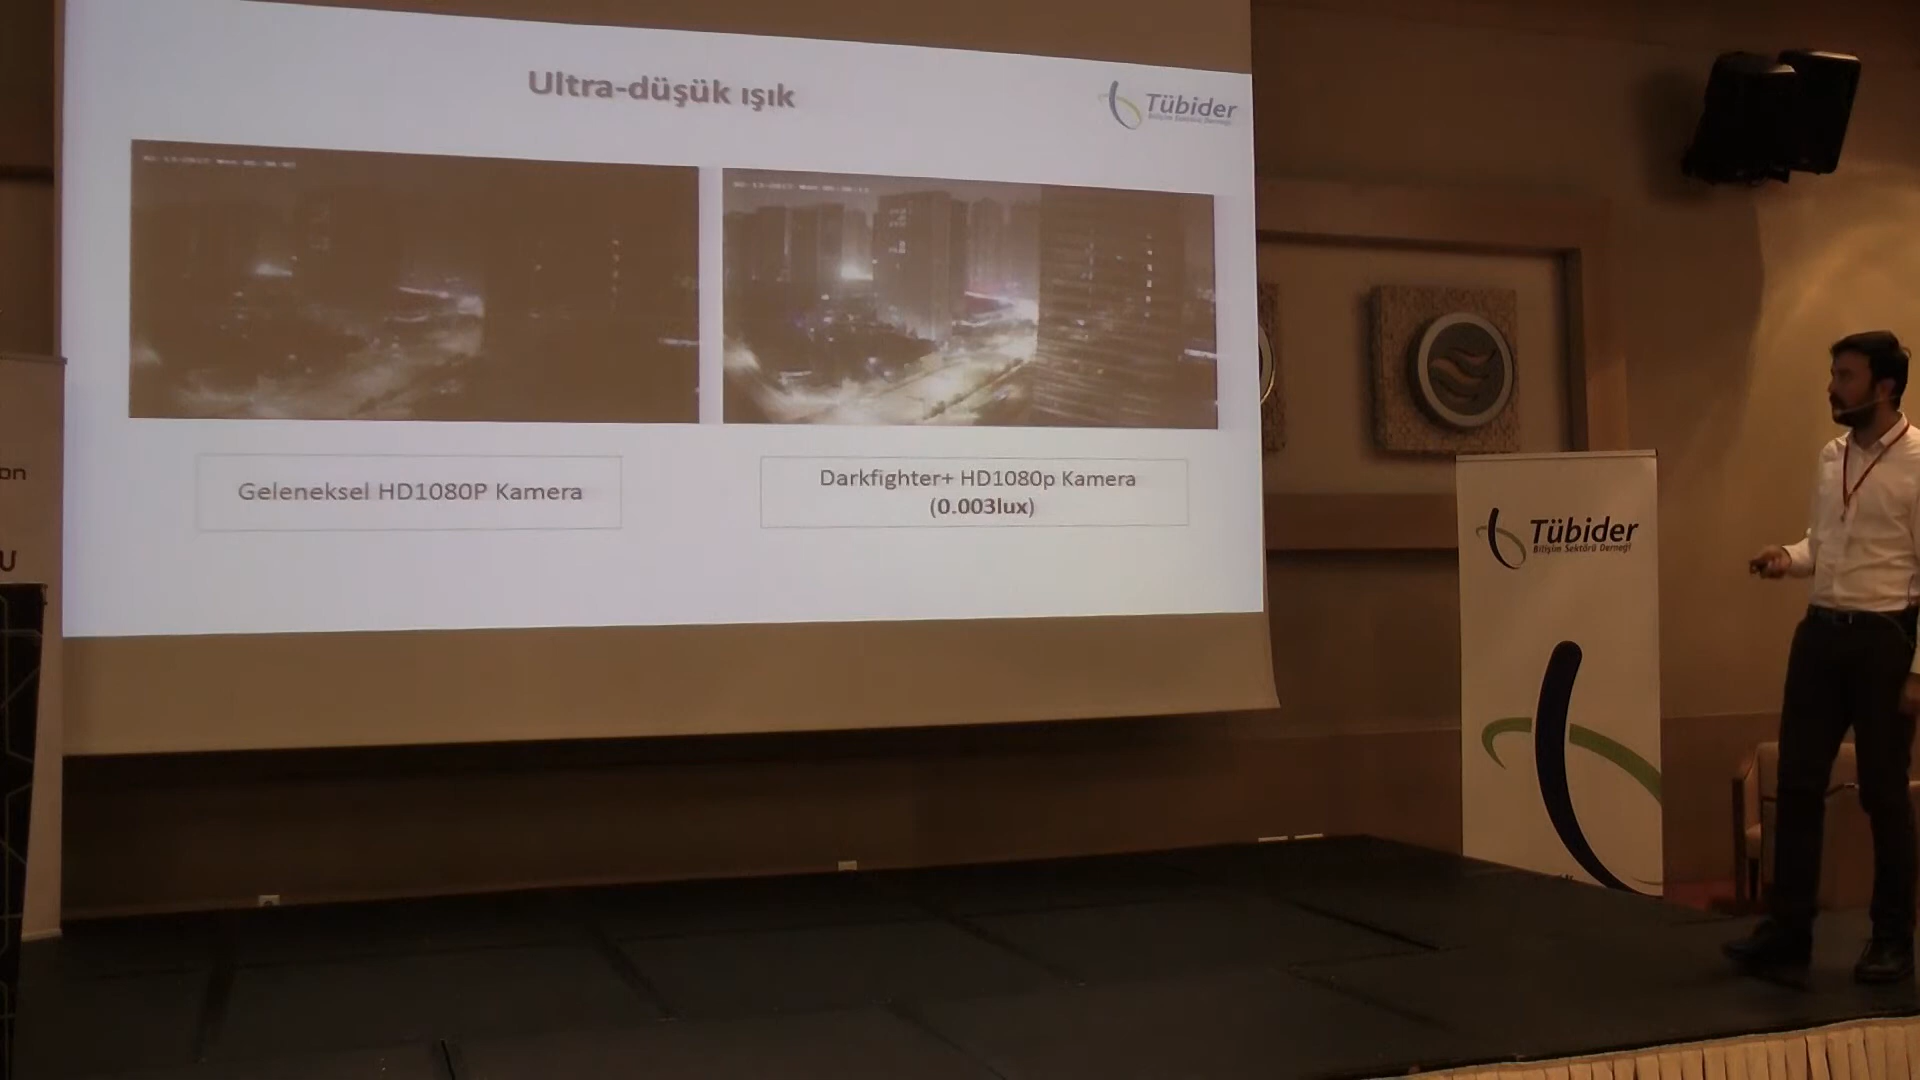 Ultra-düşük ışık
Tübider
Bilişim Sektörü Derneği
Geleneksel HD1080P Kamera
Darkfighter+ HD1080p Kamera
(0.003lux)
on
U
Tübider
Bilişim Sektörü Derneği